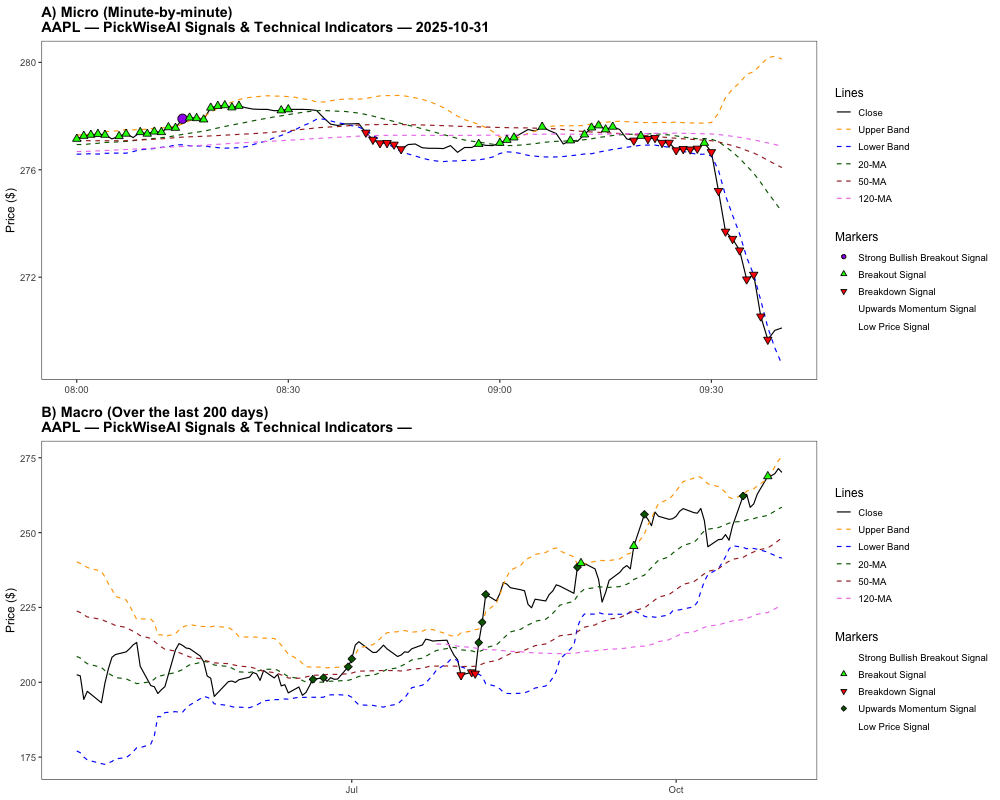 A) Micro (Minute-by-minute)
AAPL — PickWiseAI Signals & Technical Indicators — 2025-10-31
280
276
272
Price ($)
08:00
08:30
09:00
09:30
Lines
Close
Upper Band
Lower Band
20-MA
50-MA
120-MA
Markers
Strong Bullish Breakout Signal
Breakout Signal
Breakdown Signal
Upwards Momentum Signal
Low Price Signal
B) Macro (Over the last 200 days)
AAPL — PickWiseAI Signals & Technical Indicators —
275
250
225
200
175
Price ($)
Jul
Oct
Lines
Close
Upper Band
Lower Band
20-MA
50-MA
120-MA
Markers
Strong Bullish Breakout Signal
Breakout Signal
Breakdown Signal
Upwards Momentum Signal
Low Price Signal